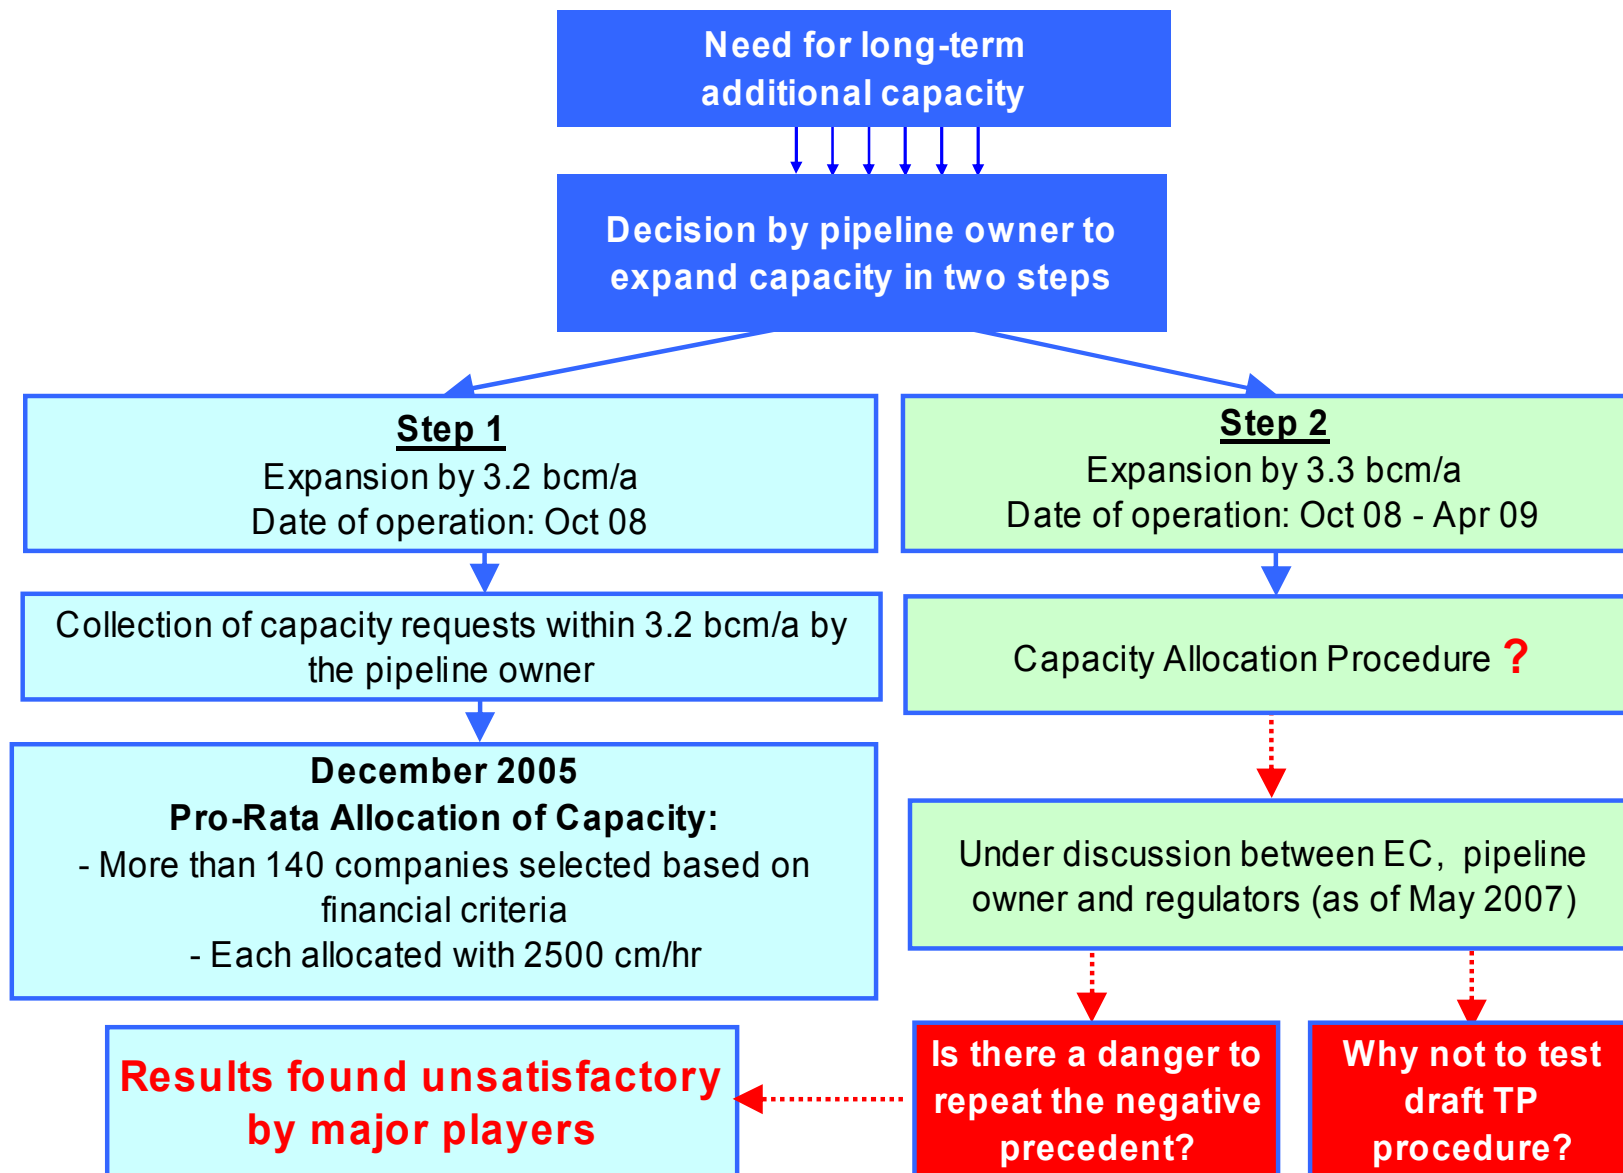 Need for long-term
additional capacity
Decision by pipeline owner to
expand capacity in two steps
Step 1
Expansion by 3.2 bcm/a
Date of operation: Oct 08
Step 2
Expansion by 3.3 bcm/a
Date of operation: Oct 08 - Apr 09
Collection of capacity requests within 3.2 bcm/a by
the pipeline owner
Capacity Allocation Procedure ?
December 2005
Pro-Rata Allocation of Capacity:
- More than 140 companies selected based on
financial criteria
- Each allocated with 2500 cm/hr
Under discussion between EC, pipeline
owner and regulators (as of May 2007)
Results found unsatisfactory
by major players
Is there a danger to
repeat the negative
precedent?
Why not to test
draft TP
procedure?